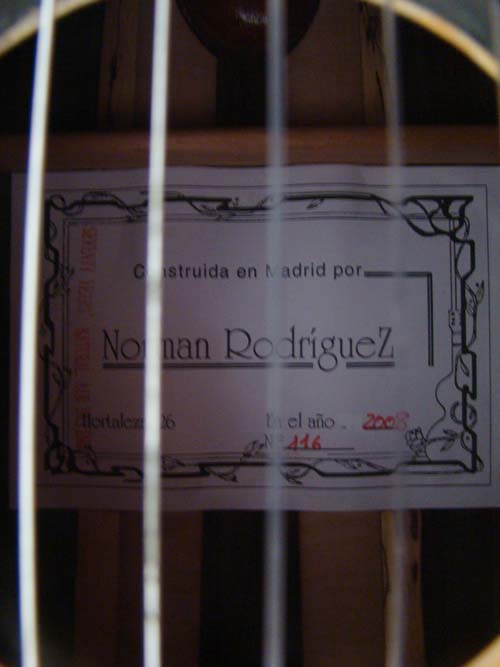 Construida en Madrid por
Norman RodrígueZ
Hortaleza 26
En el año 2008
Nº 116